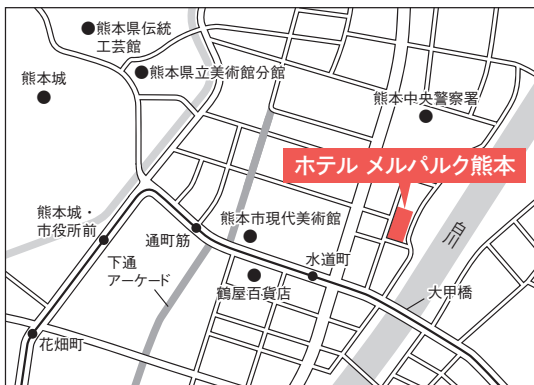 熊本県伝統
工芸館
熊本県立美術館分館
熊本城
熊本中央警察署
ホテル メルパルク熊本
白川
熊本城・
市役所前
通町筋
熊本市現代美術館
水道町
下通
アーケード
鶴屋百貨店
大甲橋
花畑町